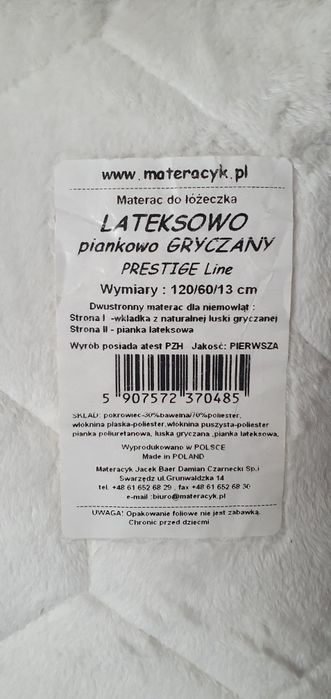 www.materacyk.pl
Materac do łóżeczka
LATEKSOWO
piankowo GRYCZANY
PRESTIGE Line
Wymiary : 120/60/13 cm
Dwustronny materac dla niemowląt :
Strona I -wkładka z naturalnej łuski gryczanej
Strona II - pianka lateksowa
Wyrób posiada atest PZH Jakość: PIERWSZA
5 907572 370485
SKŁAD: pokrowiec-30%bawełna/70%poliester,
włóknina płaska-poliester,włóknina puszysta-poliester
pianka poliuretanowa, łuska gryczana ,pianka lateksowa,
Wyprodukowano w POLSCE
Made in POLAND
Materacyk Jacek Baer Damian Czarnecki Sp.j
Swarzędz ul.Grunwaldzka 14
tel. +48 61 652 68 29 , fax +48 61 652 68 30
e-mail :biuro@materacyk.pl
UWAGA! Opakowanie foliowe nie jest zabawką.
Chronić przed dziećmi